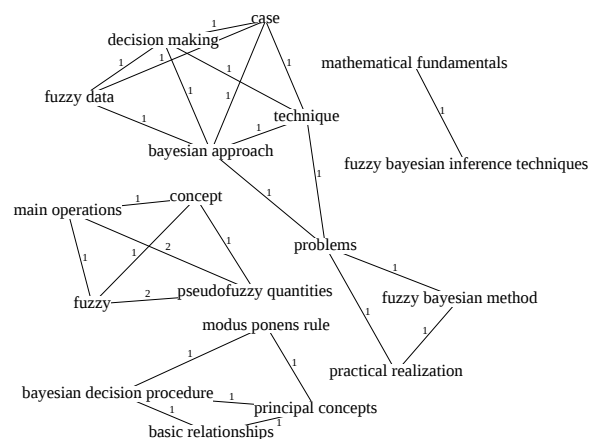 case
1
decision making
1
1
1
mathematical fundamentals
1
1
1
fuzzy data
1
1
technique
1
1
bayesian approach
fuzzy bayesian inference techniques
1
1
concept
1
main operations
1
2
1
1
problems
1
1
pseudofuzzy quantities
2
fuzzy
fuzzy bayesian method
1
modus ponens rule
1
1
1
practical realization
bayesian decision procedure
1
principal concepts
1
1
basic relationships